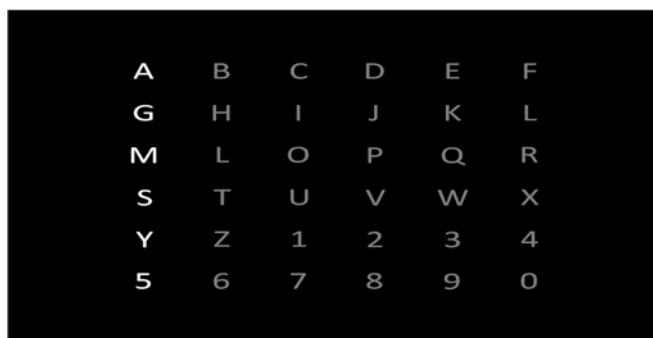 A B C D E F
G H I J K L
M L O P Q R
S T U V W X
Y Z 1 2 3 4
5 6 7 8 9 0